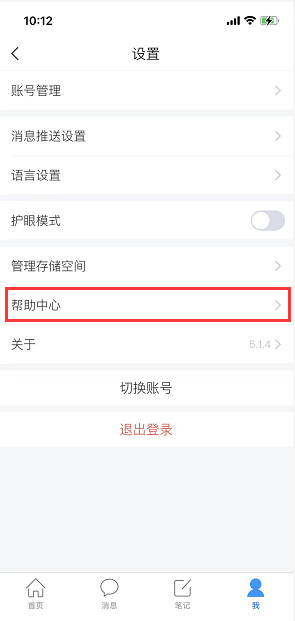 10:12
设置
账号管理
消息推送设置
语言设置
护眼模式
管理存储空间
帮助中心
关于 5.1.4
切换账号
退出登录
首页 消息 笔记 我